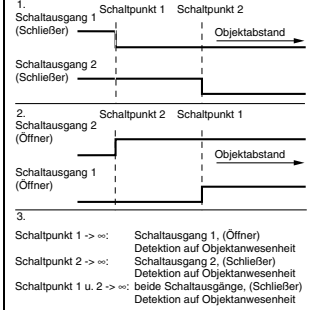 1.
Schaltpunkt 1 Schaltpunkt 2
Schaltausgang 1
(Schließer)
Objektabstand
Schaltausgang 2
(Schließer)
2.
Schaltpunkt 2 Schaltpunkt 1
Schaltausgang 2
(Öffner)
Objektabstand
Schaltausgang 1
(Öffner)
3.
Schaltpunkt 1 -> ∞: Schaltausgang 1, (Öffner)
Detektion auf Objektanwesenheit
Schaltpunkt 2 -> ∞: Schaltausgang 2, (Schließer)
Detektion auf Objektanwesenheit
Schaltpunkt 1 u. 2 -> ∞: beide Schaltausgänge, (Schließer)
Detektion auf Objektanwesenheit